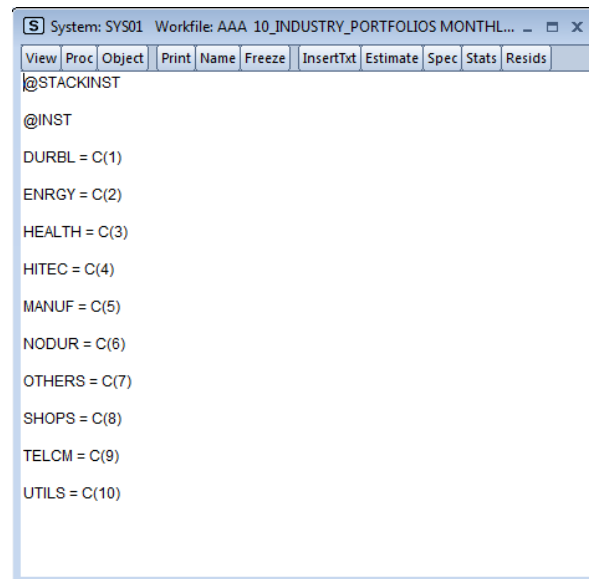 S System: SYS01 Workfile: AAA 10_INDUSTRY_PORTFOLIOS MONTHL...
View Proc Object Print Name Freeze InsertTxt Estimate Spec Stats Resids
@STACKINST
@INST
DURBL = C(1)
ENRGY = C(2)
HEALTH = C(3)
HITEC = C(4)
MANUF = C(5)
NODUR = C(6)
OTHERS = C(7)
SHOPS = C(8)
TELCM = C(9)
UTILS = C(10)